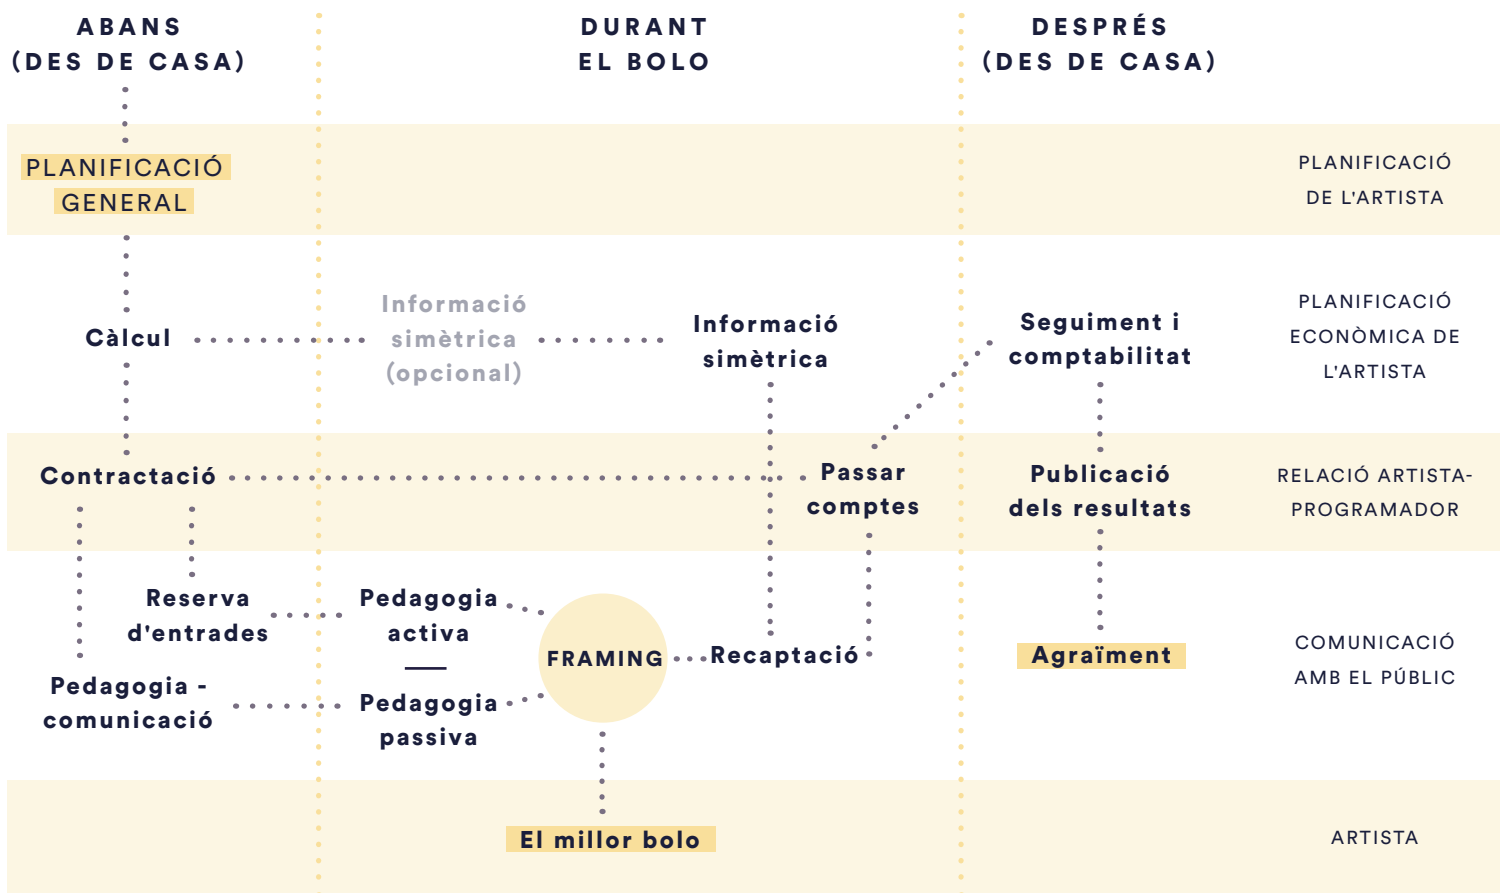 ABANS
(DES DE CASA)
DURANT
EL BOLO
DESPRÉS
(DES DE CASA)
PLANIFICACIÓ
GENERAL
PLANIFICACIÓ
DE L'ARTISTA
Càlcul
Informació
simètrica
(opcional)
Informació
simètrica
Seguiment i
comptabilitat
PLANIFICACIÓ
ECONÒMICA DE
L'ARTISTA
Contractació
Passar
comptes
Publicació
dels resultats
RELACIÓ ARTISTA-
PROGRAMADOR
Reserva
d'entrades
Pedagogia -
comunicació
Pedagogia
activa
Pedagogia
passiva
FRAMING
Recaptació
Agraïment
COMUNICACIÓ
AMB EL PÚBLIC
El millor bolo
ARTISTA